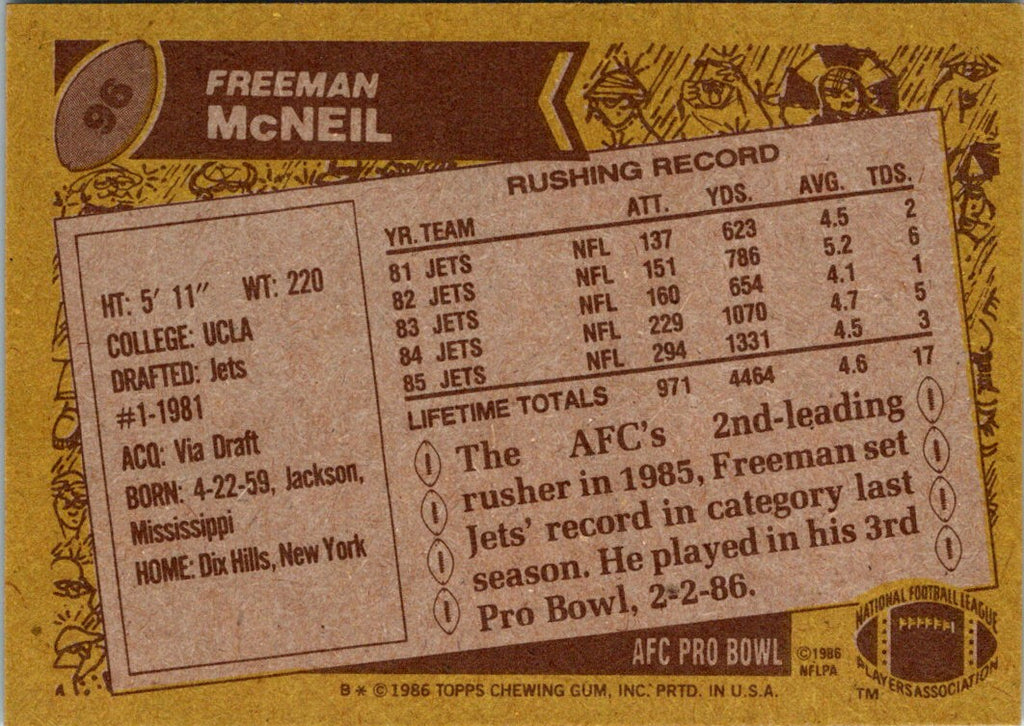 96
FREEMAN
McNEIL
RUSHING RECORD
YR. TEAM ATT. YDS. AVG. TDS.
81 JETS NFL 137 623 4.5 2
82 JETS NFL 151 786 5.2 6
83 JETS NFL 160 654 4.1 1
84 JETS NFL 229 1070 4.7 5
85 JETS NFL 294 1331 4.5 3
LIFETIME TOTALS 971 4464 4.6 17
HT: 5' 11" WT: 220
COLLEGE: UCLA
DRAFTED: Jets
#1-1981
ACQ: Via Draft
BORN: 4-22-59, Jackson,
Mississippi
HOME: Dix Hills, New York
The AFC's 2nd-leading
rusher in 1985, Freeman set
Jets' record in category last
season. He played in his 3rd
Pro Bowl, 2-2-86.
AFC PRO BOWL
©1986
NFLPA
NATIONAL FOOTBALL LEAGUE
PLAYERS ASSOCIATION
TM
B * © 1986 TOPPS CHEWING GUM, INC. PRTD. IN U.S.A.